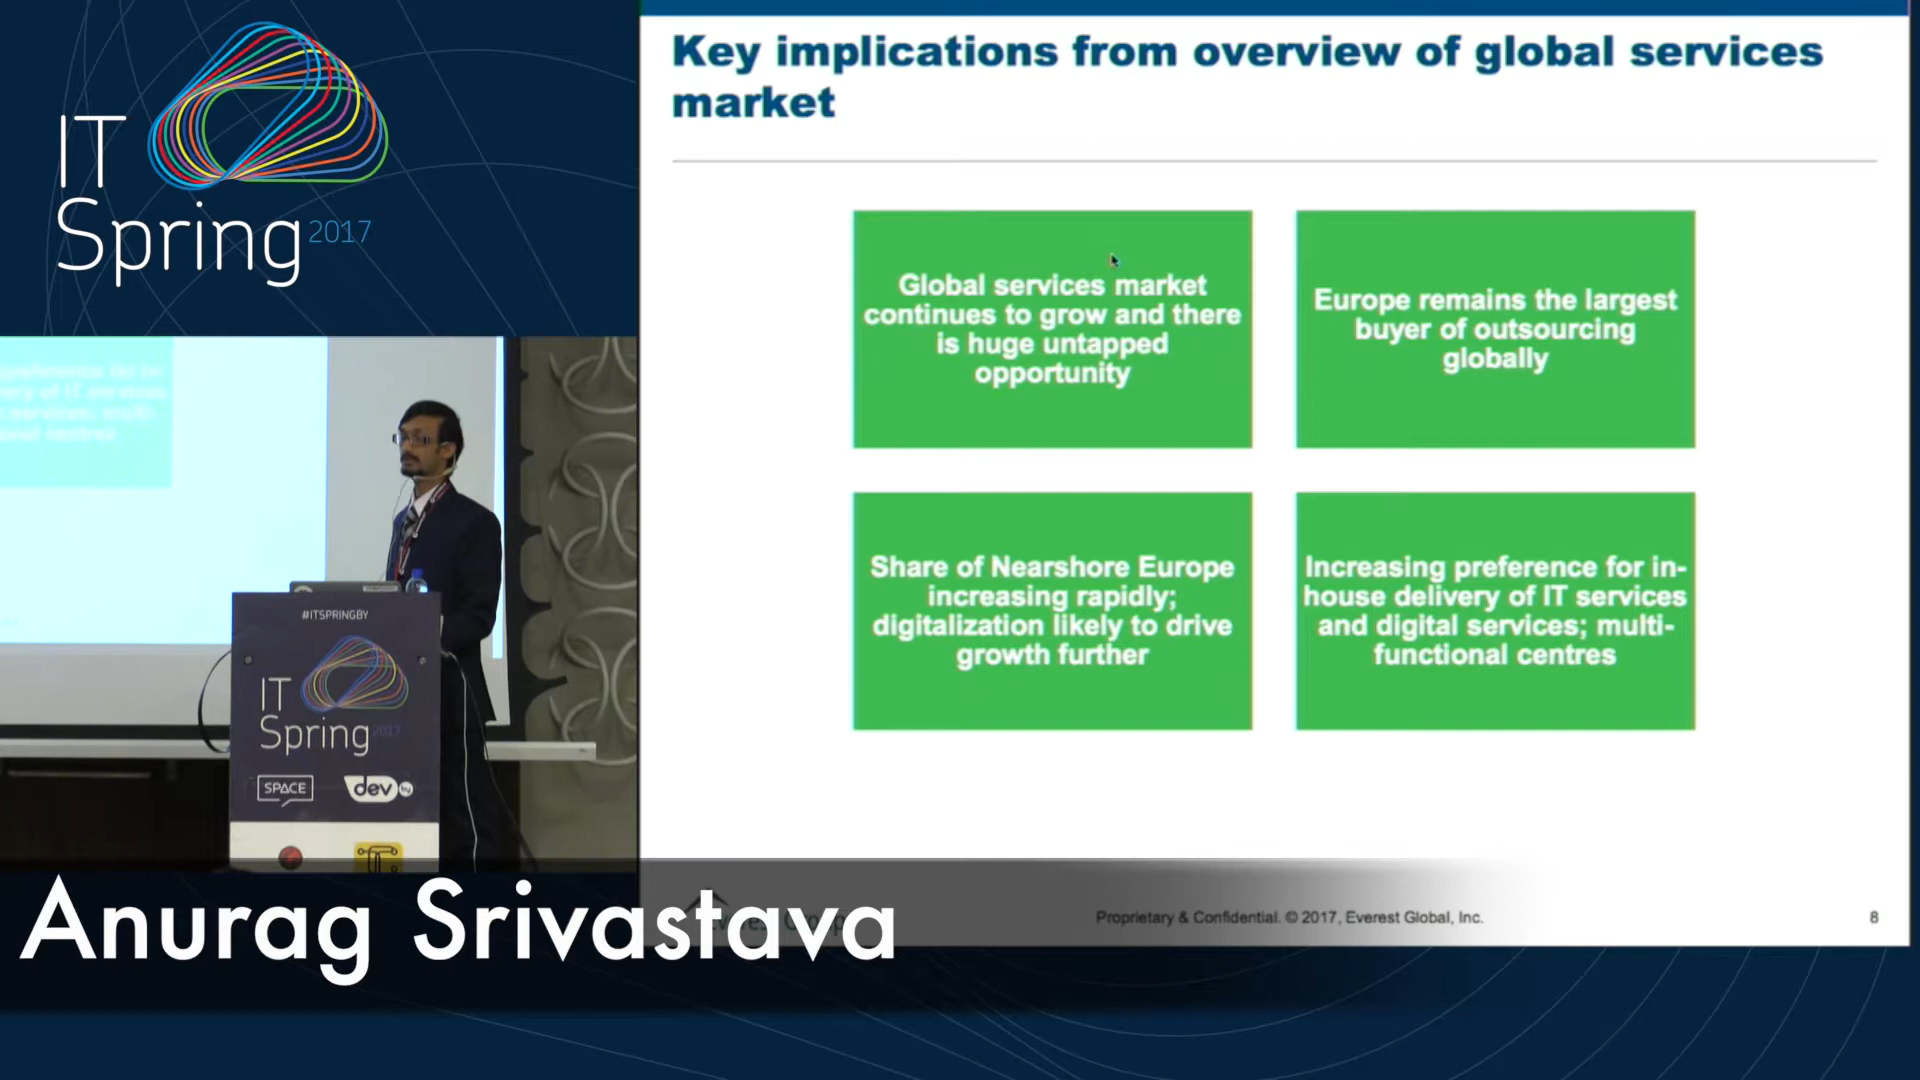 IT
Spring 2017
Key implications from overview of global services
market
Global services market
continues to grow and there
is huge untapped
opportunity
Europe remains the largest
buyer of outsourcing
globally
Share of Nearshore Europe
increasing rapidly;
digitalization likely to drive
growth further
Increasing preference for in-
house delivery of IT services
and digital services; multi-
functional centres
#ITSPRINGBY
IT
Spring 2017
SPACE
dev by
Anurag Srivastava
Proprietary & Confidential. © 2017, Everest Global, Inc.
8